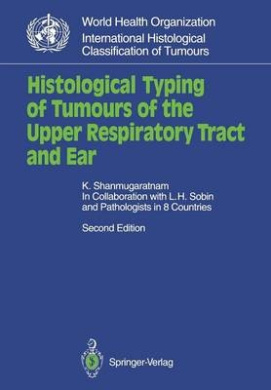 World Health Organization
International Histological
Classification of Tumours
Histological Typing
of Tumours of the
Upper Respiratory Tract
and Ear
K. Shanmugaratnam
In Collaboration with L.H. Sobin
and Pathologists in 8 Countries
Second Edition
Springer-Verlag